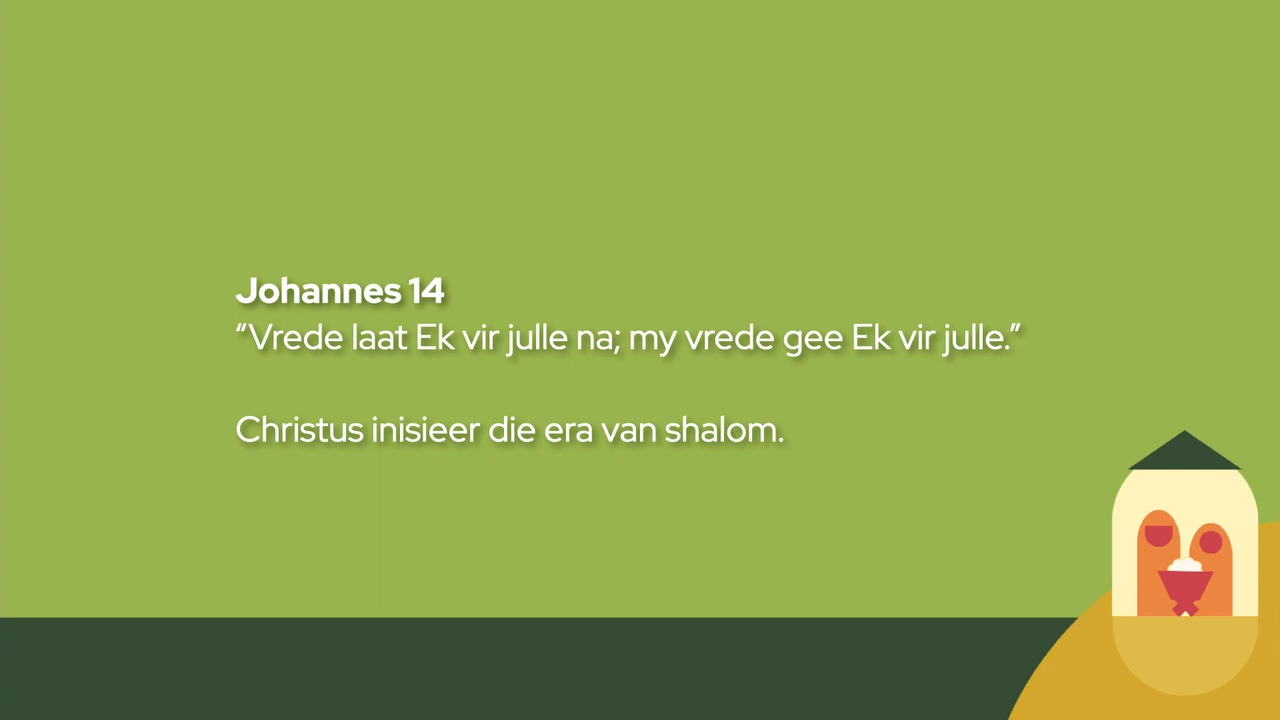 Johannes 14
“Vrede laat Ek vir julle na; my vrede gee Ek vir julle.”
Christus inisieer die era van shalom.